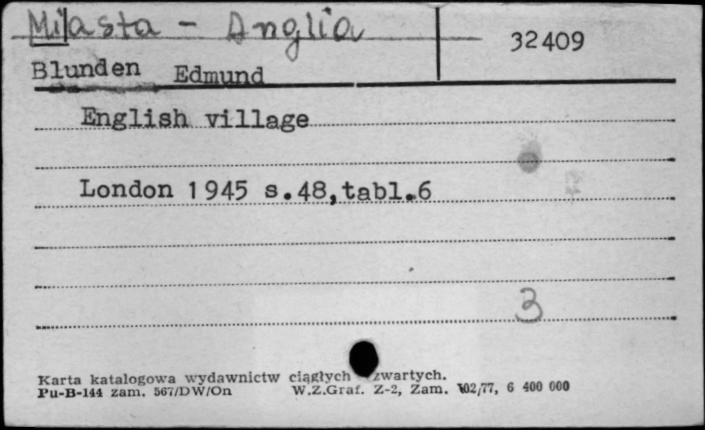 Miasta - Anglia
32409
Blunden Edmund
English village
London 1945 s.48,tabl.6
3
Karta katalogowa wydawnictw ciągłych zwartych.
Pu-B-144 zam. 567/DW/On W.Z.Graf. Z-2, Zam. 102/77, 6 400 000